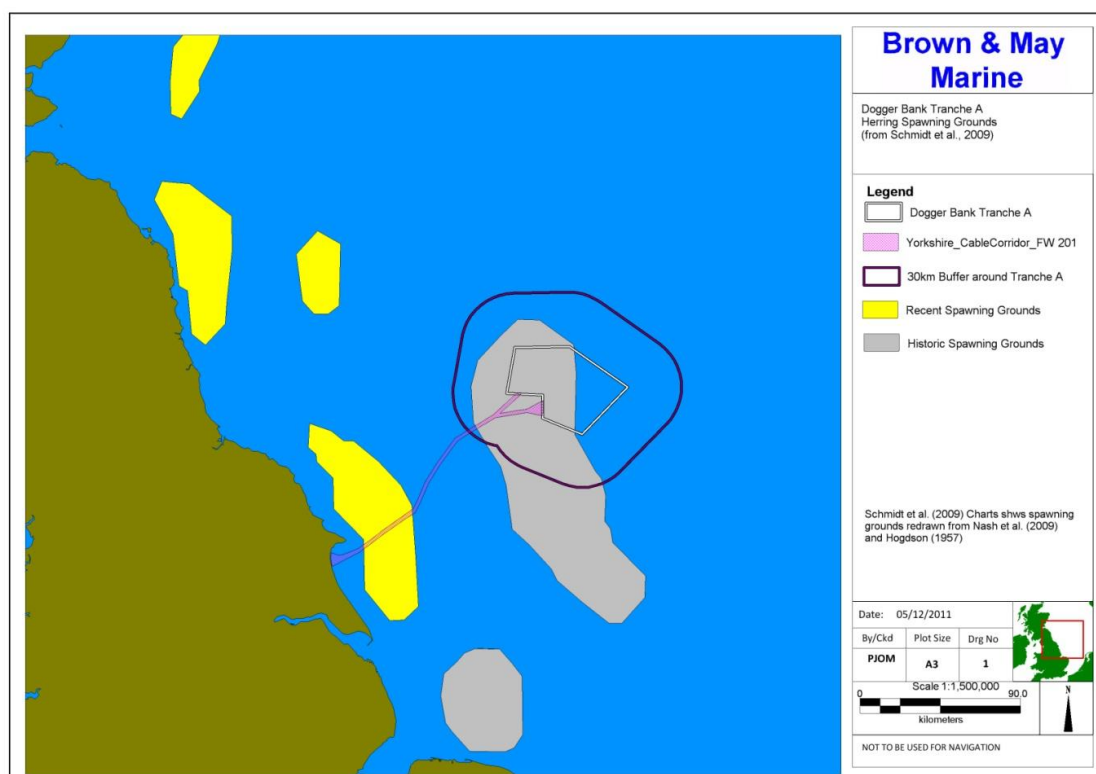 Brown & May
Marine
Dogger Bank Tranche A
Herring Spawning Grounds
(from Schmidt et al., 2009)
Legend
Dogger Bank Tranche A
Yorkshire_CableCorridor_FW 201
30km Buffer around Tranche A
Recent Spawning Grounds
Historic Spawning Grounds
Schmidt et al. (2009) Charts shws spawning
grounds redrawn from Nash et al. (2009)
and Hogdson (1957)
Date: 05/12/2011
By/Ckd Plot Size Drg No
PJOM A3 1
Scale 1:1,500,000
0 90.0
kilometers
N
NOT TO BE USED FOR NAVIGATION